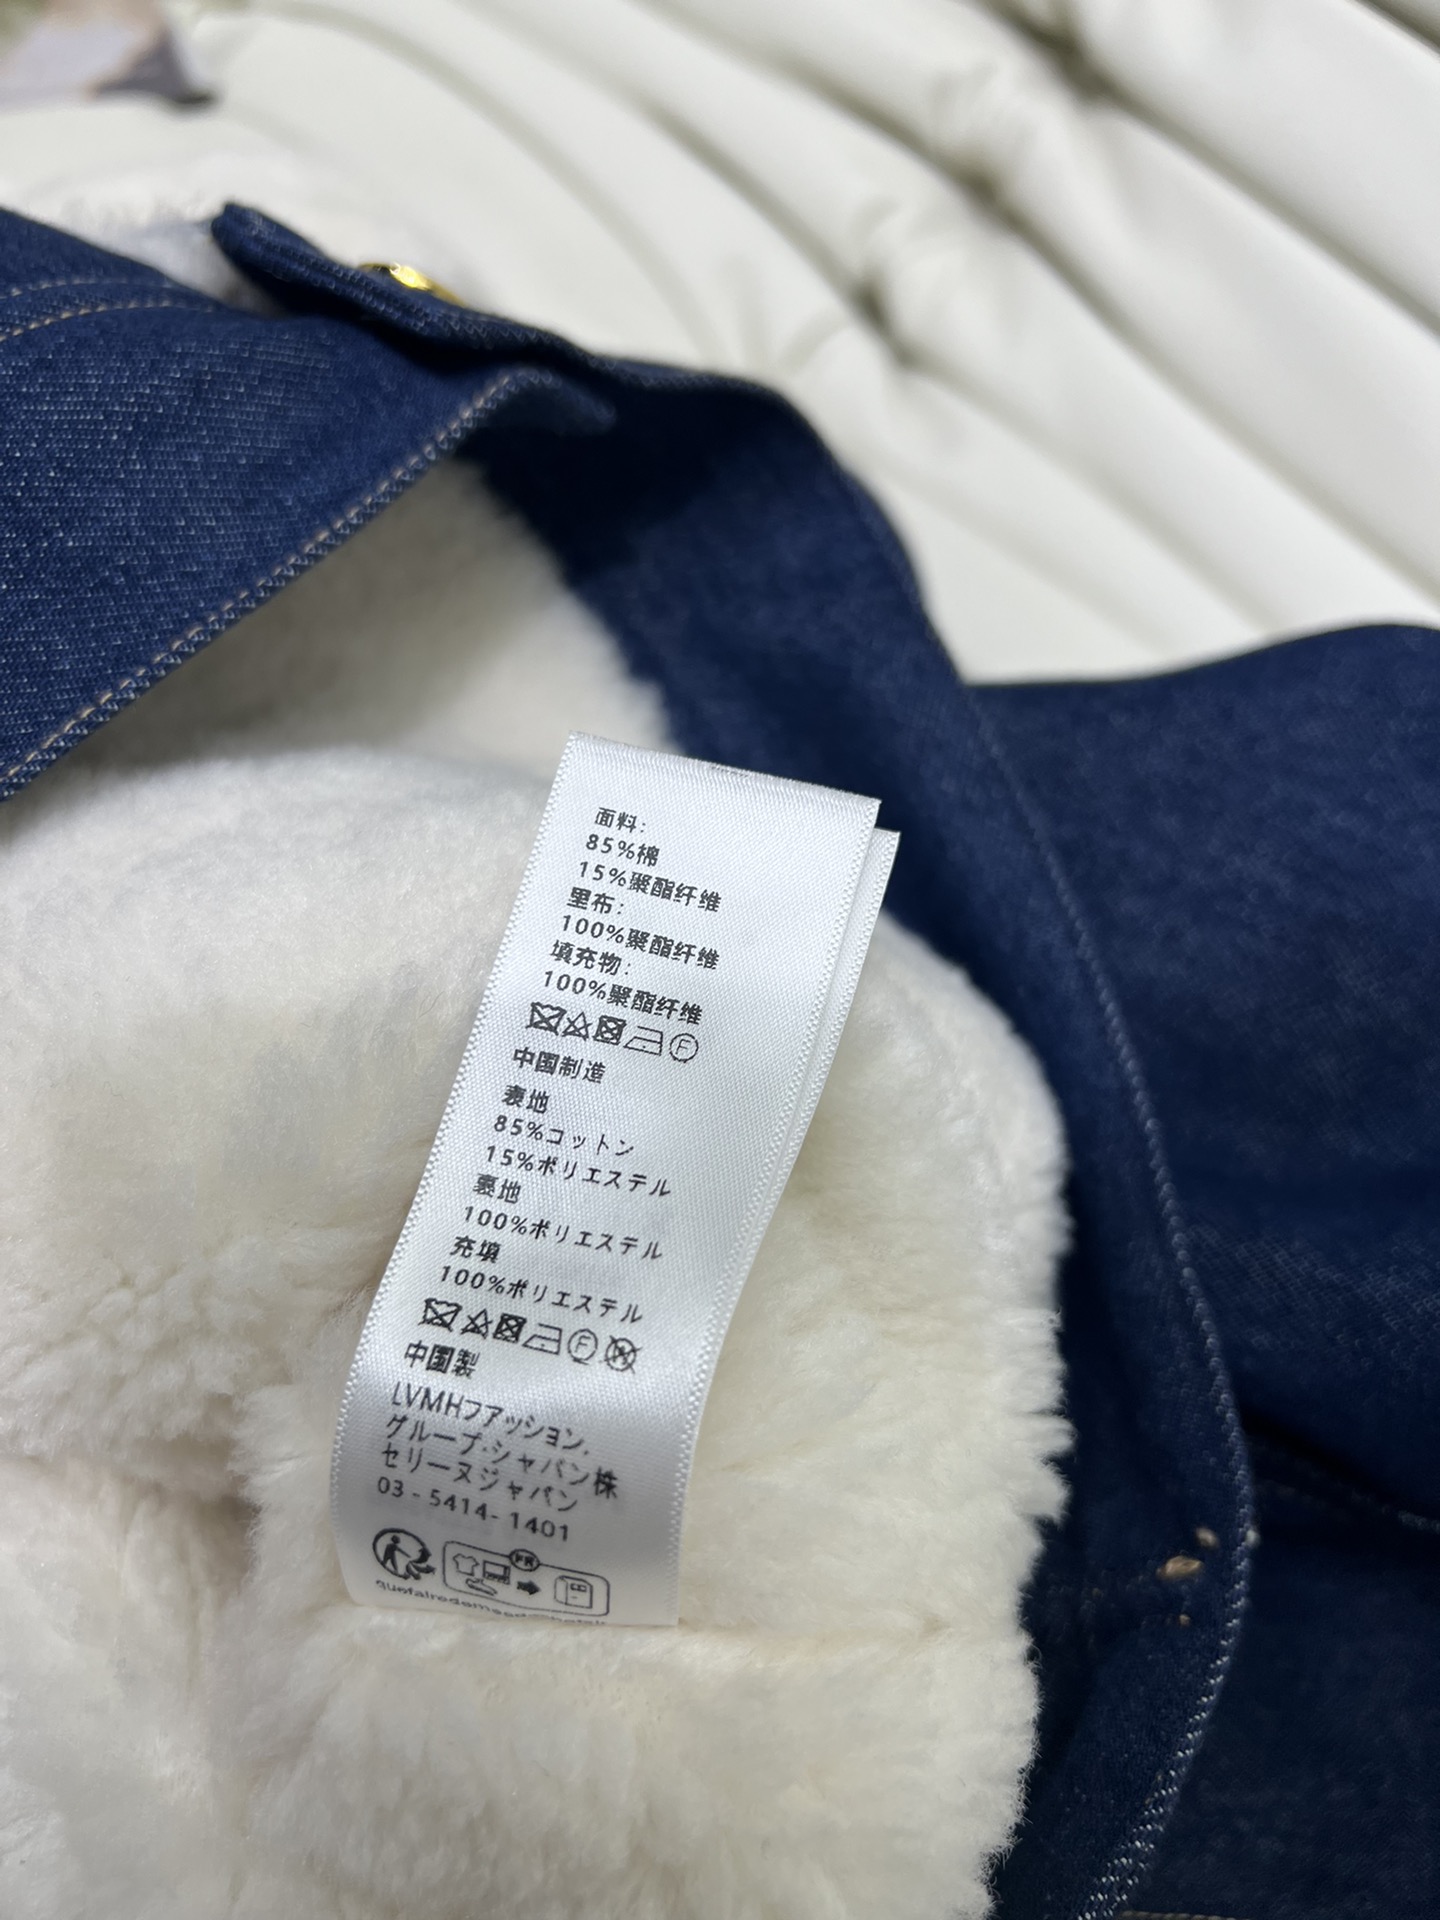 面料:
85%棉
15%聚酯纤维
里布:
100%聚酯纤维
填充物:
100%聚酯纤维
F
中国制造
表地
85%コットン
15%ポリエステル
裏地
100%ポリエステル
充填
100%ポリエステル
F
中国製
LVMHファッション.
グループ.シャパン株
セリーヌジャパン
03-5414-1401
FR